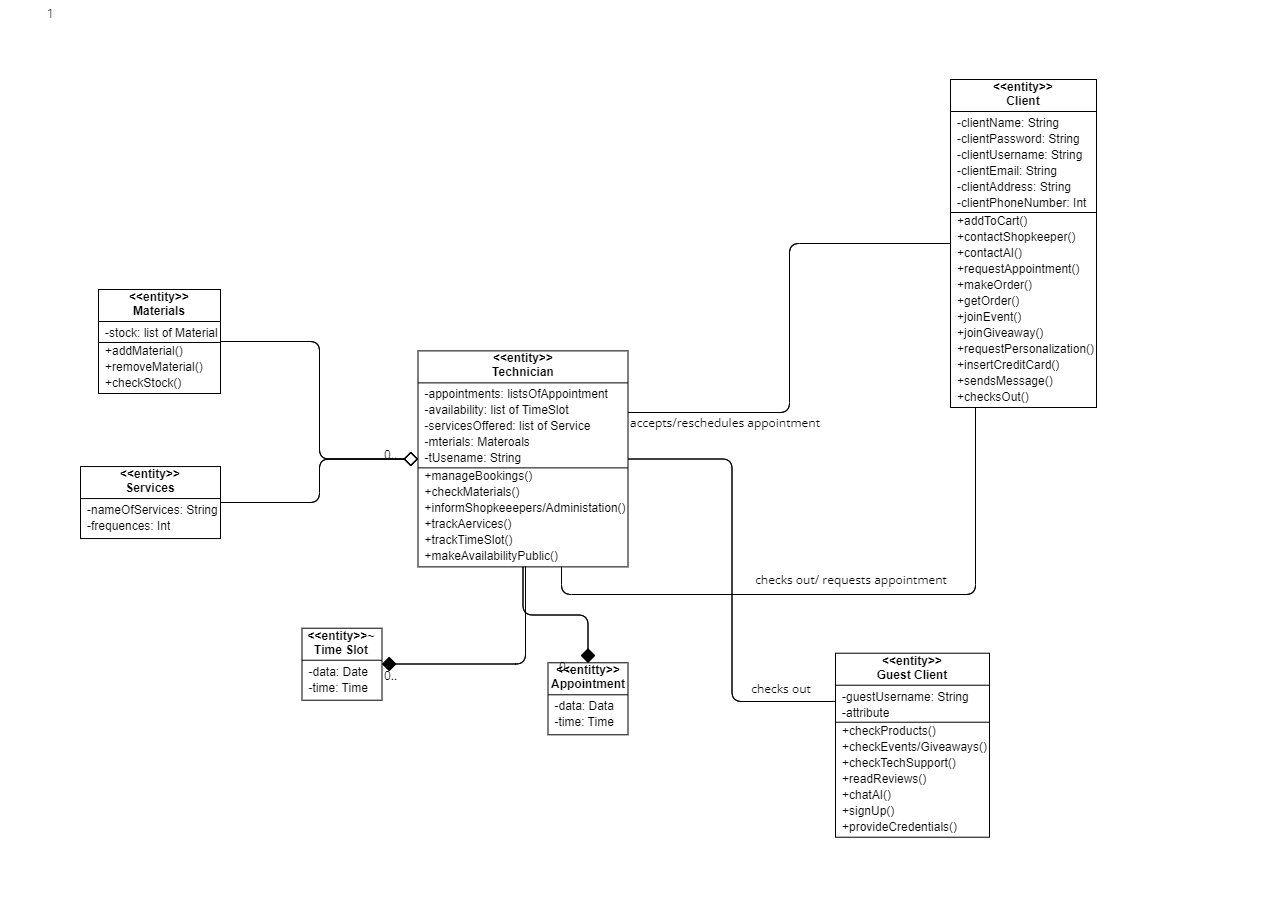 1
<<entity>>
Client
-clientName: String
-clientPassword: String
-clientUsername: String
-clientEmail: String
-clientAddress: String
-clientPhoneNumber: Int
+addToCart()
+contactShopkeeper()
+contactAI()
+requestAppointment()
+makeOrder()
+getOrder()
+joinEvent()
+joinGiveaway()
+requestPersonalization()
+insertCreditCard()
+sendsMessage()
+checksOut()
<<entity>>
Materials
-stock: list of Material
+addMaterial()
+removeMaterial()
+checkStock()
<<entity>>
Technician
-appointments: listsOfAppointment
-availability: list of TimeSlot
-servicesOffered: list of Service
-mterials: Materoals
-tUsename: String
+manageBookings()
+checkMaterials()
+informShopkeeepers/Administation()
+trackAervices()
+trackTimeSlot()
+makeAvailabilityPublic()
accepts/reschedules appointment
0..
<<entity>>
Services
-nameOfServices: String
-frequences: Int
checks out/ requests appointment
<<entity>>~
Time Slot
-data: Date
-time: Time
0..
<<entitty>>
Appointment
-data: Data
-time: Time
checks out
<<entity>>
Guest Client
-guestUsername: String
-attribute
+checkProducts()
+checkEvents/Giveaways()
+checkTechSupport()
+readReviews()
+chatAI()
+signUp()
+provideCredentials()